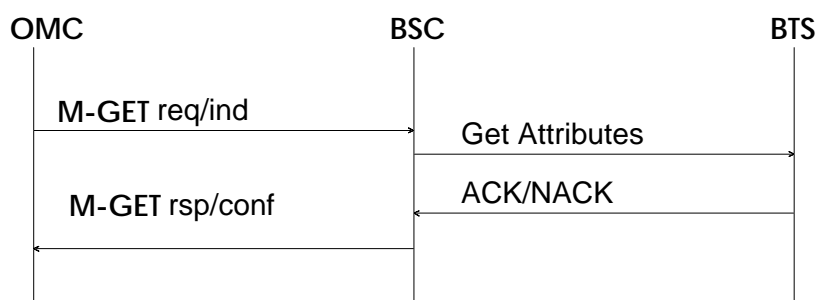 OMC BSC BTS
M-GET req/ind
Get Attributes
ACK/NACK
M-GET rsp/conf